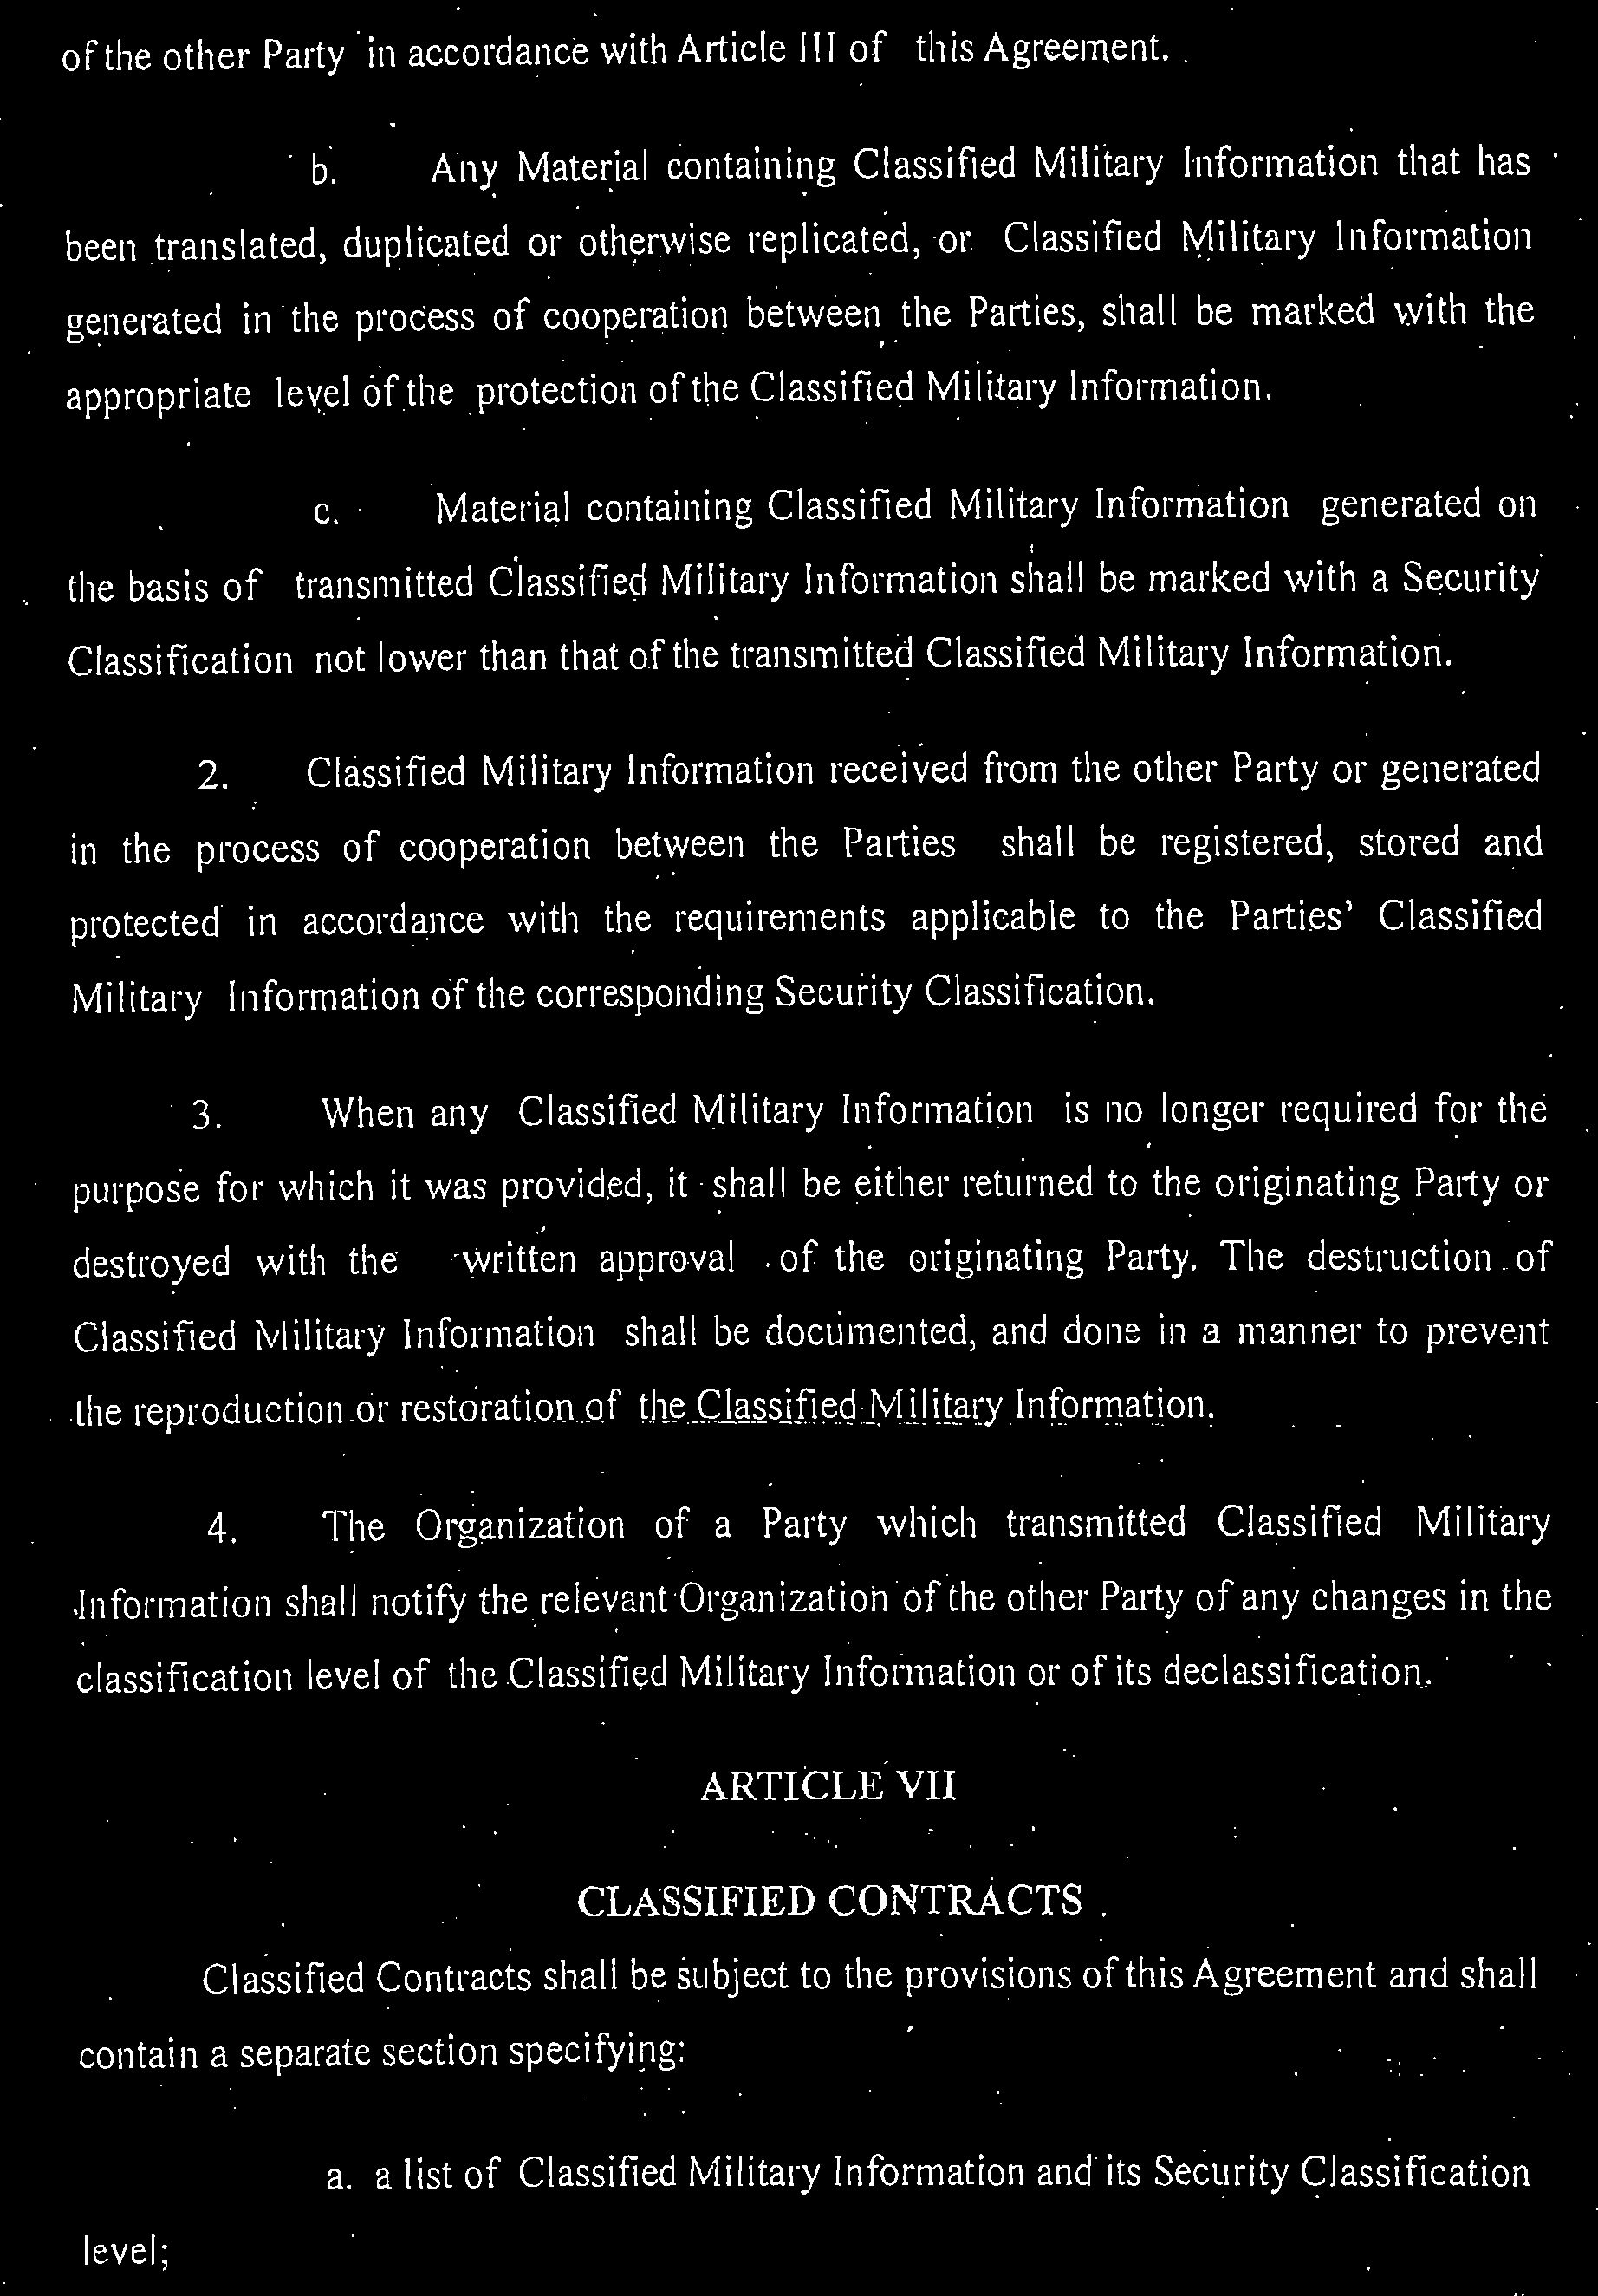 of the other Party in accordance with Article III of this Agreement.
b. Any Material containing Classified Military Information that has
been translated, duplicated or otherwise replicated, or Classified Military Information
generated in the process of cooperation between the Parties, shall be marked with the
appropriate level of the protection of the Classified Military Information.
c. Material containing Classified Military Information generated on
the basis of transmitted Classified Military Information shall be marked with a Security
Classification not lower than that of the transmitted Classified Military Information.
2. Classified Military Information received from the other Party or generated
in the process of cooperation between the Parties shall be registered, stored and
protected in accordance with the requirements applicable to the Parties' Classified
Military Information of the corresponding Security Classification.
3. When any Classified Military Information is no longer required for the
purpose for which it was provided, it shall be either returned to the originating Party or
destroyed with the written approval of the originating Party. The destruction of
Classified Military Information shall be documented, and done in a manner to prevent
the reproduction or restoration of the Classified Military Information.
4. The Organization of a Party which transmitted Classified Military
Information shall notify the relevant Organization of the other Party of any changes in the
classification level of the Classified Military Information or of its declassification.
ARTICLE VII
CLASSIFIED CONTRACTS
Classified Contracts shall be subject to the provisions of this Agreement and shall
contain a separate section specifying:
a. a list of Classified Military Information and its Security Classification
level;